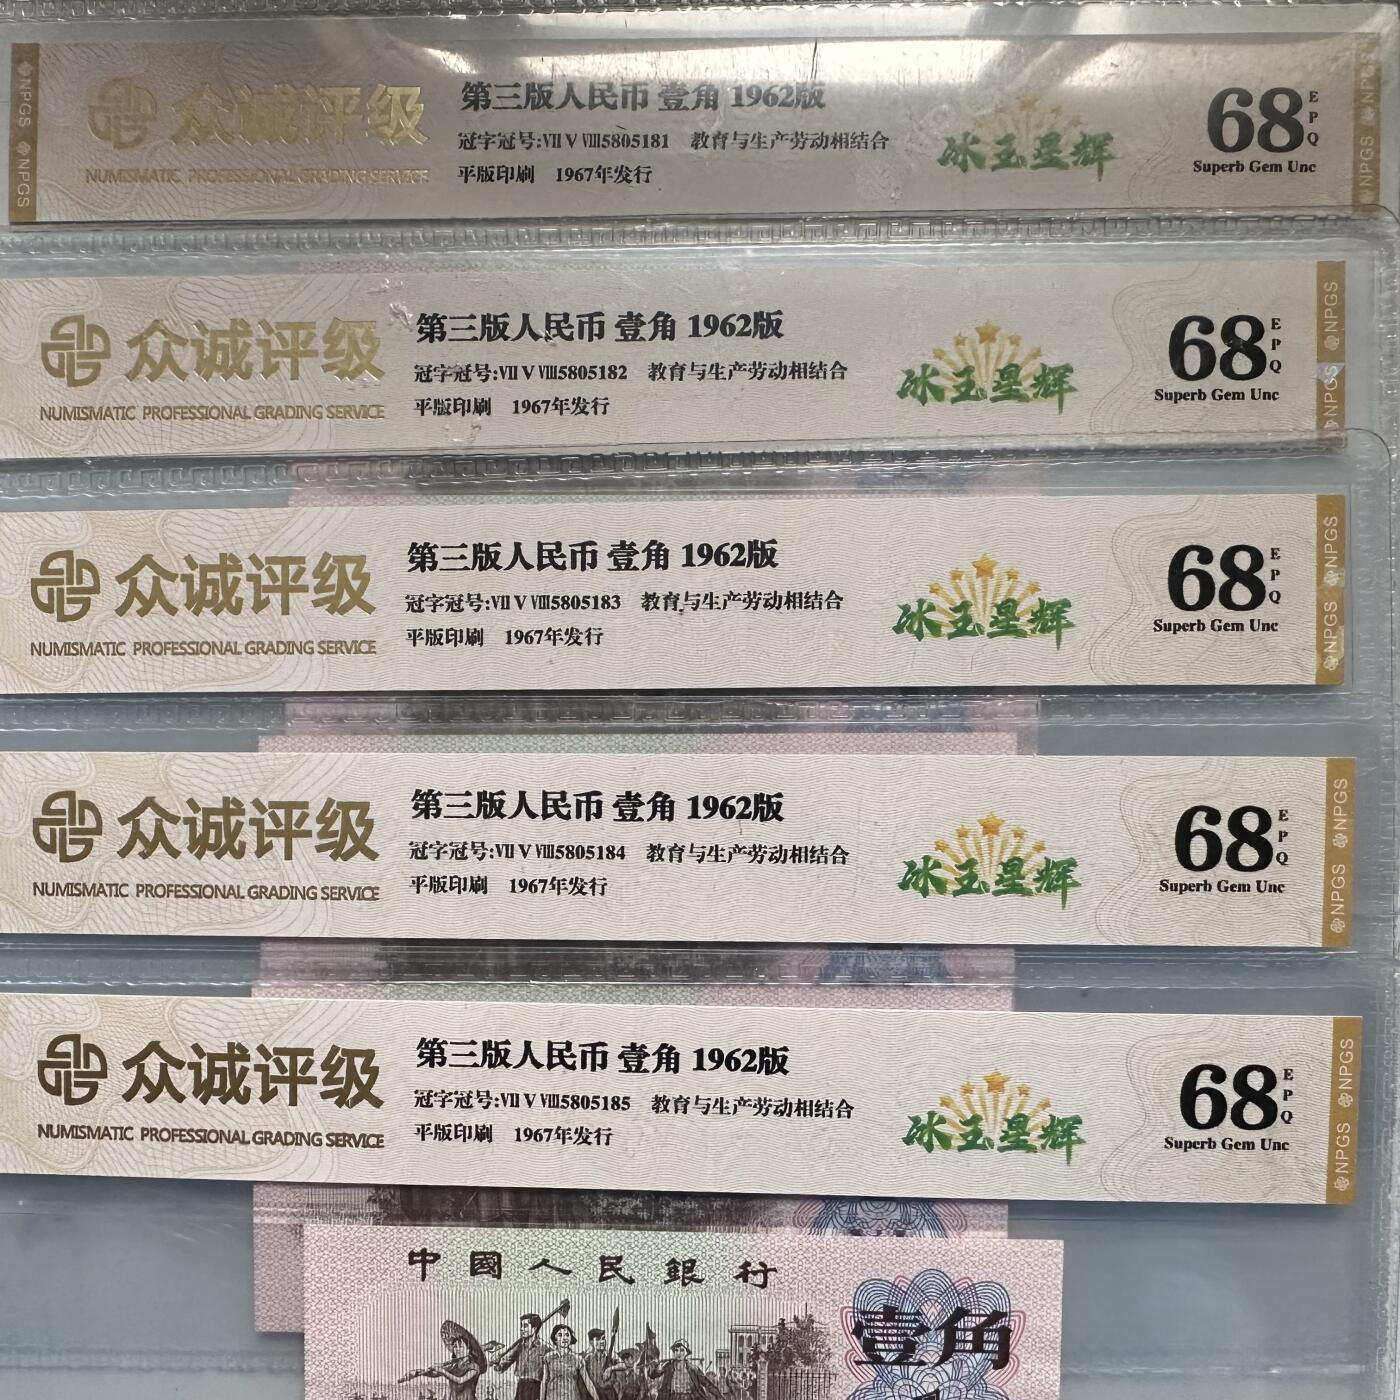 NPGS NPGS
众诚评级
NUMISMATIC PROFESSIONAL GRADING SERVICE
第三版人民币 壹角 1962版
冠字冠号:ⅦⅤⅧ5805181 教育与生产劳动相结合
平版印刷 1967年发行
冰玉星辉
68 EPQ
Superb Gem Unc
NPGS NPGS
众诚评级
NUMISMATIC PROFESSIONAL GRADING SERVICE
第三版人民币 壹角 1962版
冠字冠号:ⅦⅤⅧ5805182 教育与生产劳动相结合
平版印刷 1967年发行
冰玉星辉
68 EPQ
Superb Gem Unc
NPGS NPGS
众诚评级
NUMISMATIC PROFESSIONAL GRADING SERVICE
第三版人民币 壹角 1962版
冠字冠号:ⅦⅤⅧ5805183 教育与生产劳动相结合
平版印刷 1967年发行
冰玉星辉
68 EPQ
Superb Gem Unc
NPGS NPGS
众诚评级
NUMISMATIC PROFESSIONAL GRADING SERVICE
第三版人民币 壹角 1962版
冠字冠号:ⅦⅤⅧ5805184 教育与生产劳动相结合
平版印刷 1967年发行
冰玉星辉
68 EPQ
Superb Gem Unc
NPGS NPGS
众诚评级
NUMISMATIC PROFESSIONAL GRADING SERVICE
第三版人民币 壹角 1962版
冠字冠号:ⅦⅤⅧ5805185 教育与生产劳动相结合
平版印刷 1967年发行
冰玉星辉
68 EPQ
Superb Gem Unc
NPGS NPGS
中國人民銀行
壹角